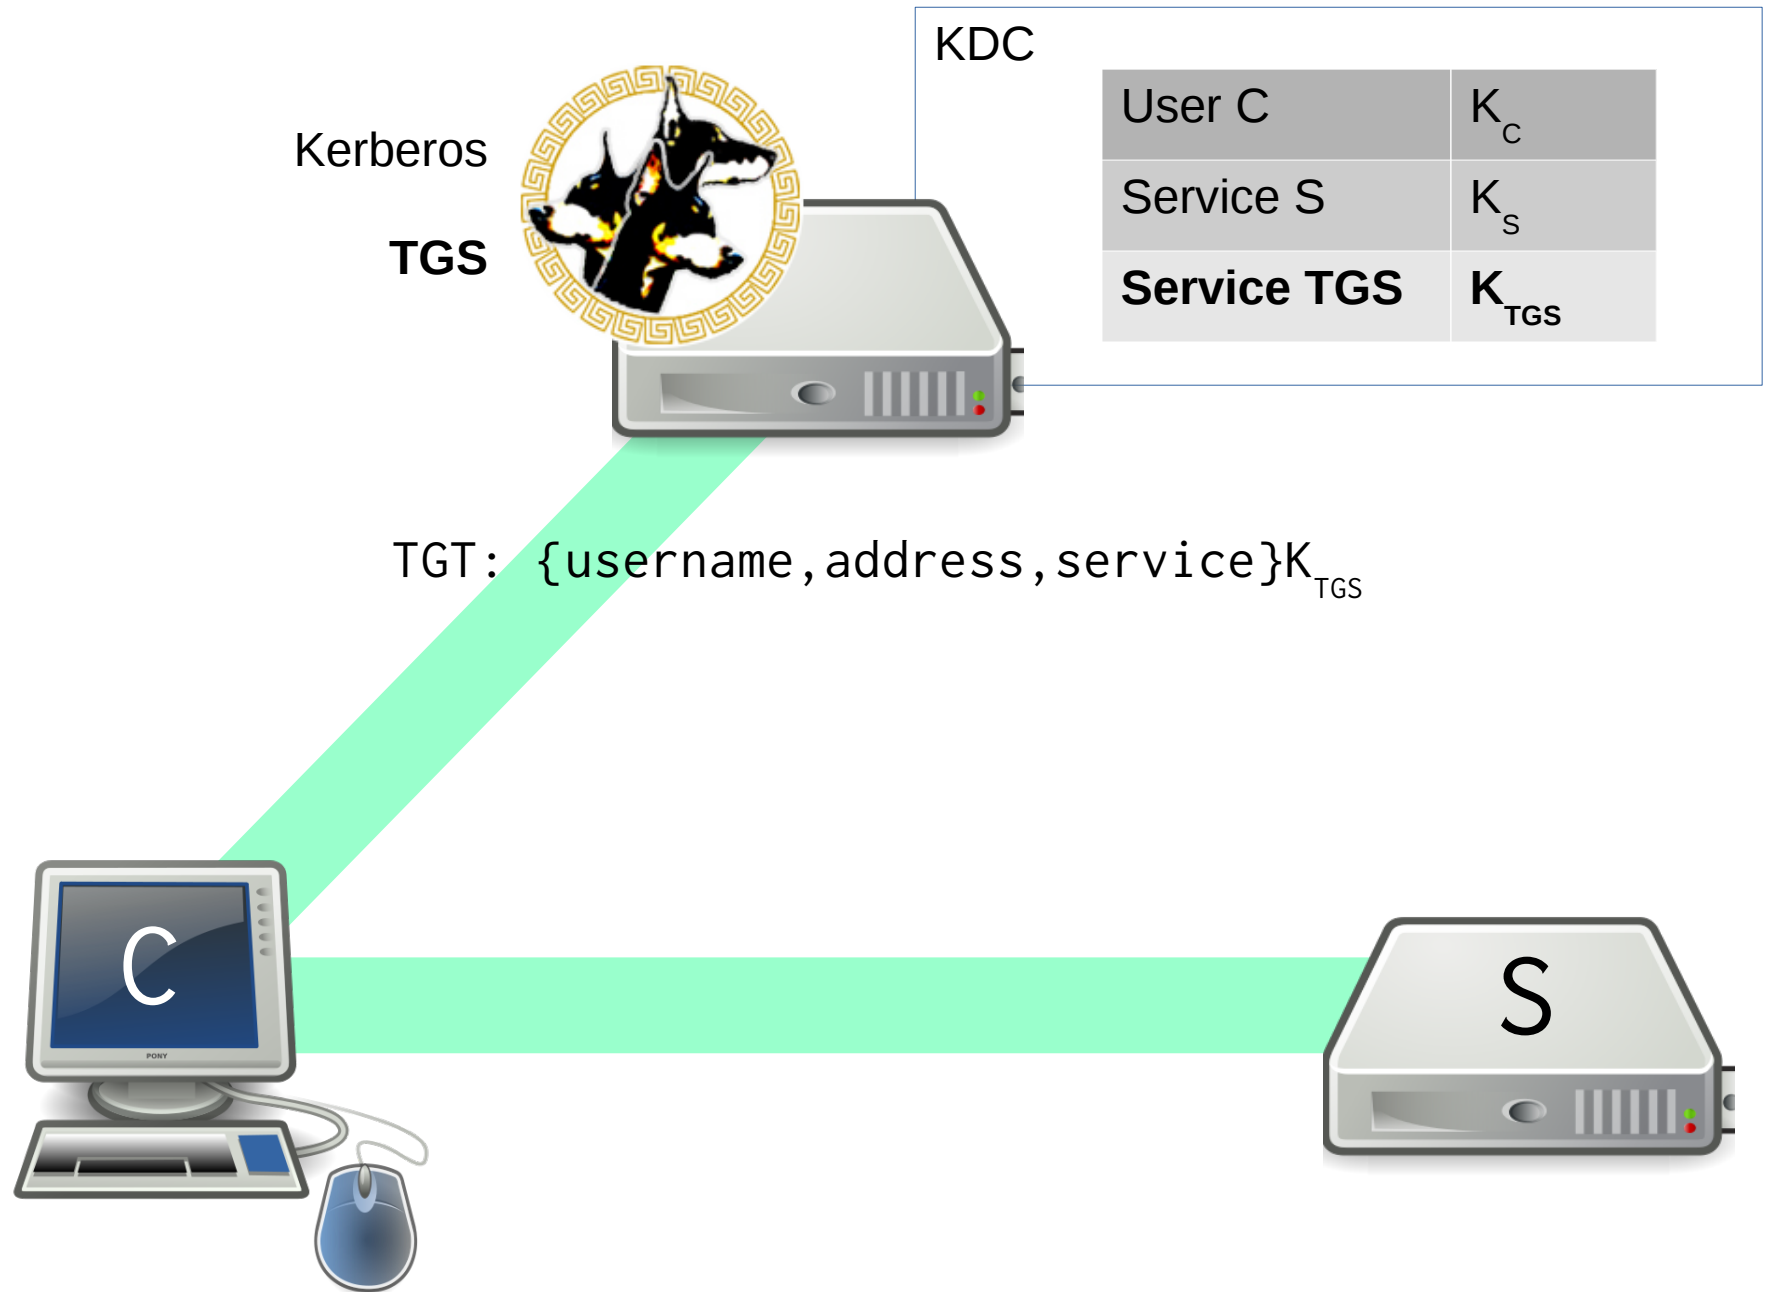 KDC
User C K_C
Kerberos
Service S K_S
TGS
Service TGS K_TGS
TGT: {username,address,service}K_TGS
C
S
PONY